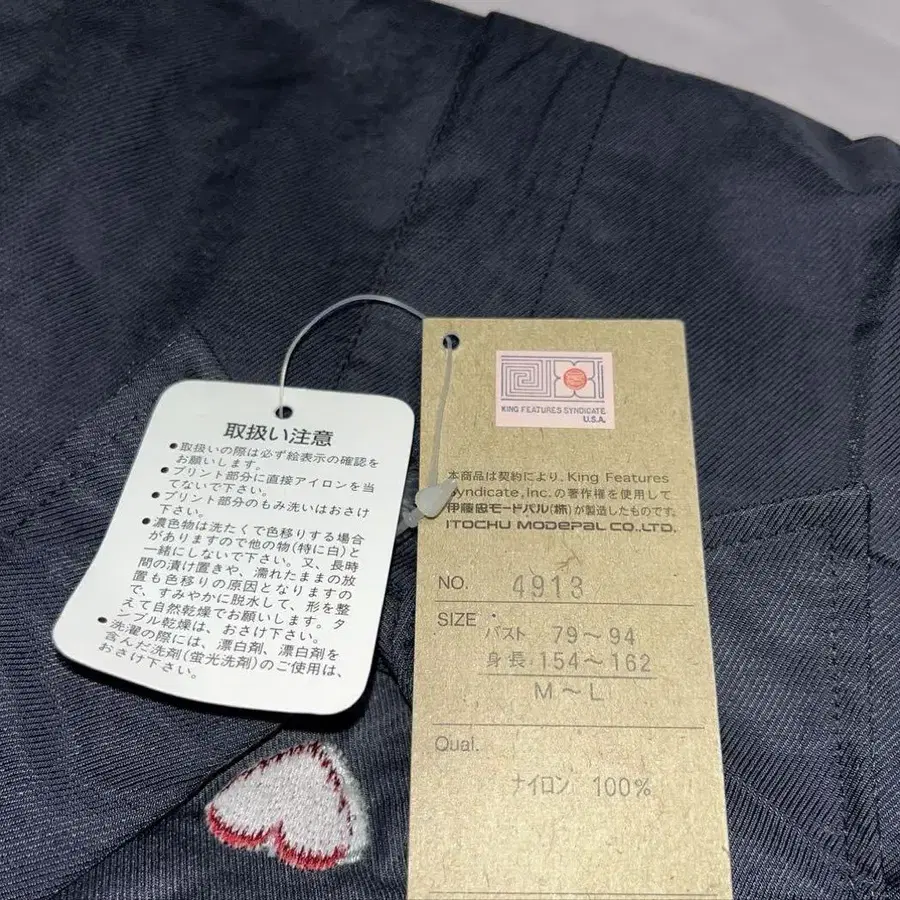 取扱い注意
●取扱いの際は必ず絵表示の確認を
お願いします。
●プリント部分に直接アイロンを当
てないで下さい。
●プリント部分のもみ洗いはおさけ
下さい。
●濃色物は洗たくで色移りする場合
がありますので他の物(特に白)と
一緒にしないで下さい。又、長時
間の漬け置きや、濡れたままの放
置も色移りの原因となりますの
で、すみやかに脱水して、形を整
えて自然乾燥でお願いします。タ
ンブル乾燥は、おさけ下さい。
●洗濯の際には、漂白剤、漂白剤を
含んだ洗剤(蛍光洗剤)のご使用は、
おさけ下さい。
KING FEATURES SYNDICATE
U.S.A.
本商品は契約により、King Features
Syndicate,Inc.の著作権を使用して、
伊藤忠モードパル(株)が製造したものです。
ITOCHU MODEPAL CO.,LTD.
NO. 4913
SIZE
バスト 79〜94
身長 154〜162
M〜L
Qual.
ナイロン 100%